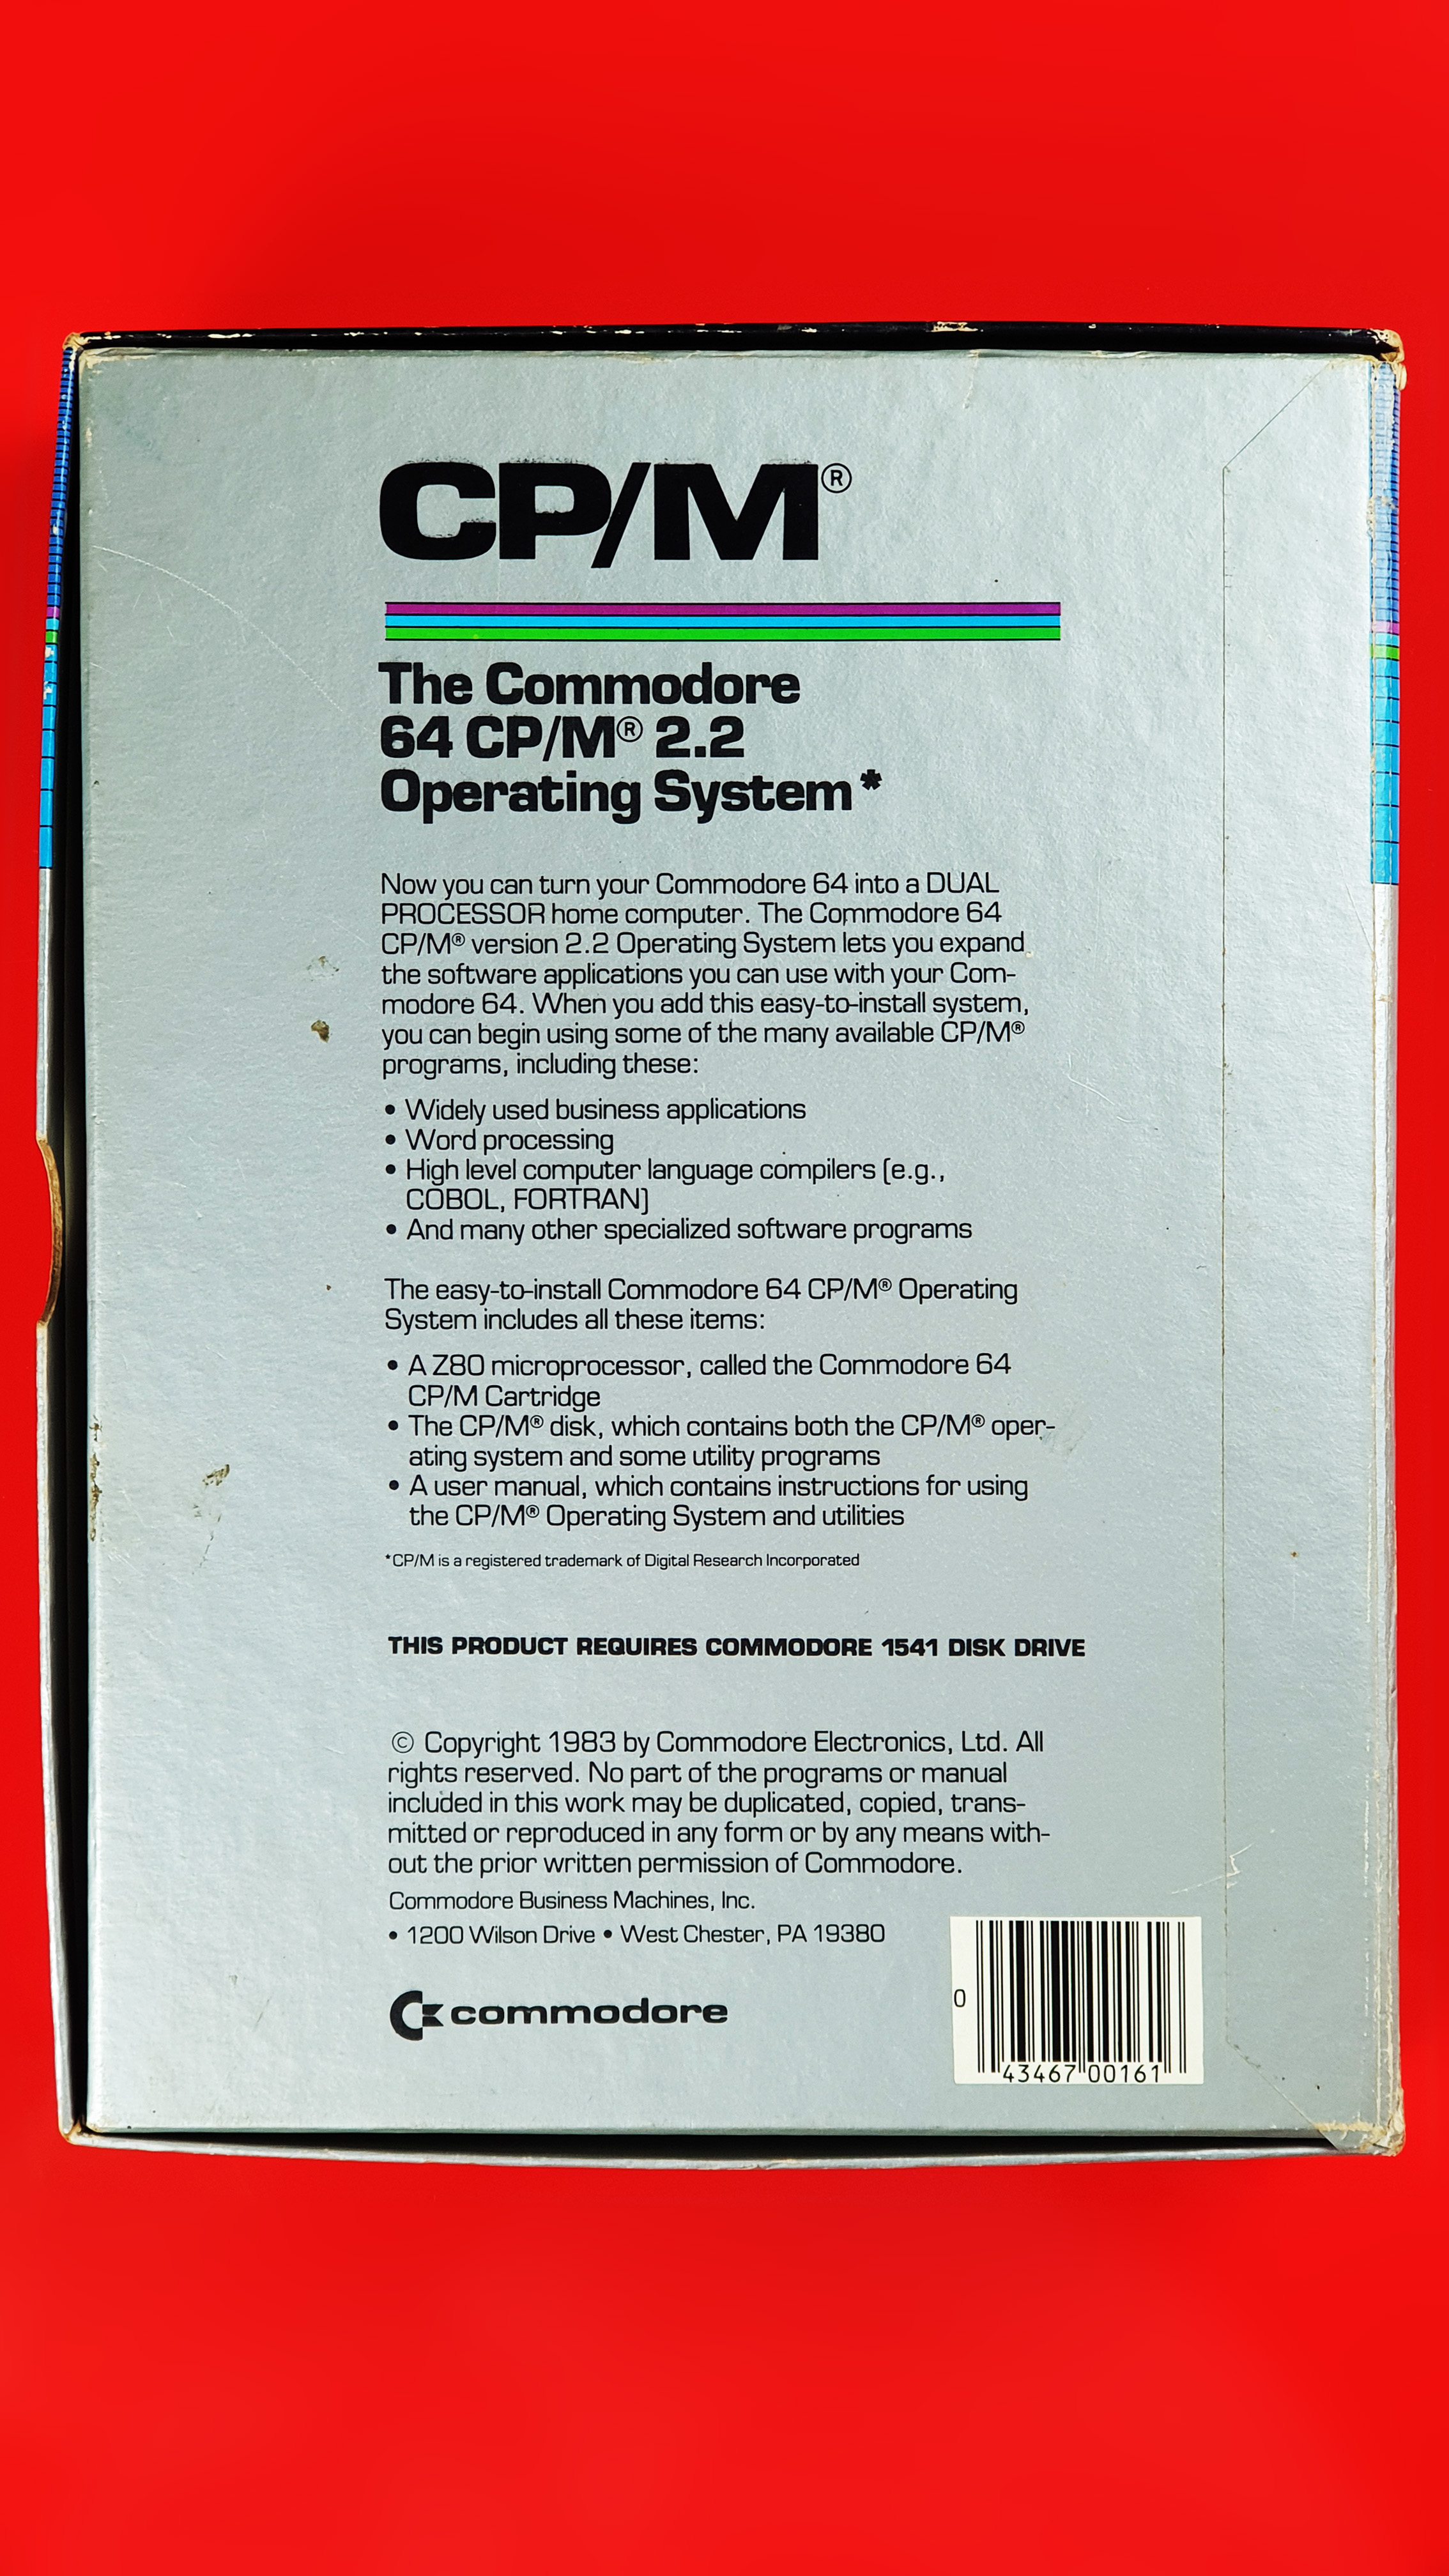 CP/M®
The Commodore
64 CP/M® 2.2
Operating System*
Now you can turn your Commodore 64 into a DUAL
PROCESSOR home computer. The Commodore 64
CP/M® version 2.2 Operating System lets you expand
the software applications you can use with your Com-
modore 64. When you add this easy-to-install system,
you can begin using some of the many available CP/M®
programs, including these:
• Widely used business applications
• Word processing
• High level computer language compilers (e.g.,
COBOL, FORTRAN)
• And many other specialized software programs
The easy-to-install Commodore 64 CP/M® Operating
System includes all these items:
• A Z80 microprocessor, called the Commodore 64
CP/M Cartridge
• The CP/M® disk, which contains both the CP/M® oper-
ating system and some utility programs
• A user manual, which contains instructions for using
the CP/M® Operating System and utilities
*CP/M is a registered trademark of Digital Research Incorporated
THIS PRODUCT REQUIRES COMMODORE 1541 DISK DRIVE
© Copyright 1983 by Commodore Electronics, Ltd. All
rights reserved. No part of the programs or manual
included in this work may be duplicated, copied, trans-
mitted or reproduced in any form or by any means with-
out the prior written permission of Commodore.
Commodore Business Machines, Inc.
• 1200 Wilson Drive • West Chester, PA 19380
commodore
0 43467 00161